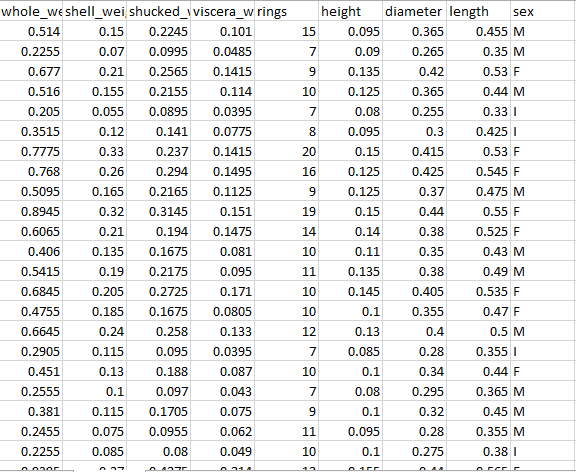 whole_we shell_wei shucked_v viscera_w rings height diameter length sex
0.514 0.15 0.2245 0.101 15 0.095 0.365 0.455 M
0.2255 0.07 0.0995 0.0485 7 0.09 0.265 0.35 M
0.677 0.21 0.2565 0.1415 9 0.135 0.42 0.53 F
0.516 0.155 0.2155 0.114 10 0.125 0.365 0.44 M
0.205 0.055 0.0895 0.0395 7 0.08 0.255 0.33 I
0.3515 0.12 0.141 0.0775 8 0.095 0.3 0.425 I
0.7775 0.33 0.237 0.1415 20 0.15 0.415 0.53 F
0.768 0.26 0.294 0.1495 16 0.125 0.425 0.545 F
0.5095 0.165 0.2165 0.1125 9 0.125 0.37 0.475 M
0.8945 0.32 0.3145 0.151 19 0.15 0.44 0.55 F
0.6065 0.21 0.194 0.1475 14 0.14 0.38 0.525 F
0.406 0.135 0.1675 0.081 10 0.11 0.35 0.43 M
0.5415 0.19 0.2175 0.095 11 0.135 0.38 0.49 M
0.6845 0.205 0.2725 0.171 10 0.145 0.405 0.535 F
0.4755 0.185 0.1675 0.0805 10 0.1 0.355 0.47 F
0.6645 0.24 0.258 0.133 12 0.13 0.4 0.5 M
0.2905 0.115 0.095 0.0395 7 0.085 0.28 0.355 I
0.451 0.13 0.188 0.087 10 0.1 0.34 0.44 F
0.2555 0.1 0.097 0.043 7 0.08 0.295 0.365 M
0.381 0.115 0.1705 0.075 9 0.1 0.32 0.45 M
0.2455 0.075 0.0955 0.062 11 0.095 0.28 0.355 M
0.2255 0.085 0.08 0.049 10 0.1 0.275 0.38 I